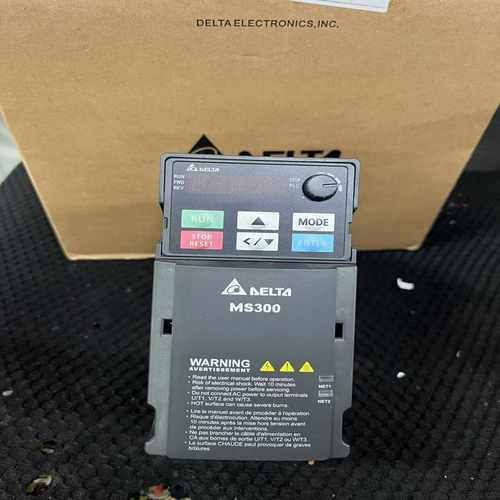 DELTA ELECTRONICS, INC.
DELTA
DELTA
RUN
FWD
REV
STOP
PLC
RUN
MODE
STOP
RESET
</▼
ENTER
DELTA
MS300
WARNING
AVERTISSEMENT
• Read the user manual before operation.
• Risk of electrical shock. Wait 10 minutes
after removing power before servicing.
• Do not connect AC power to output terminals
U/T1, V/T2 and W/T3.
• HOT surface can cause severe burns.
NET1
NET2
• Lire le manuel avant de procéder à l'opération.
• Risque d'électrocution. Attendre au moins
10 minutes après la mise hors tension avant
de procéder aux interventions
• Ne pas brancher le câble d'alimentation en
CA aux bornes de sortie U/T1, V/T2 ou W/T3.
• La surface CHAUDE peut provoquer de graves
brûlures.